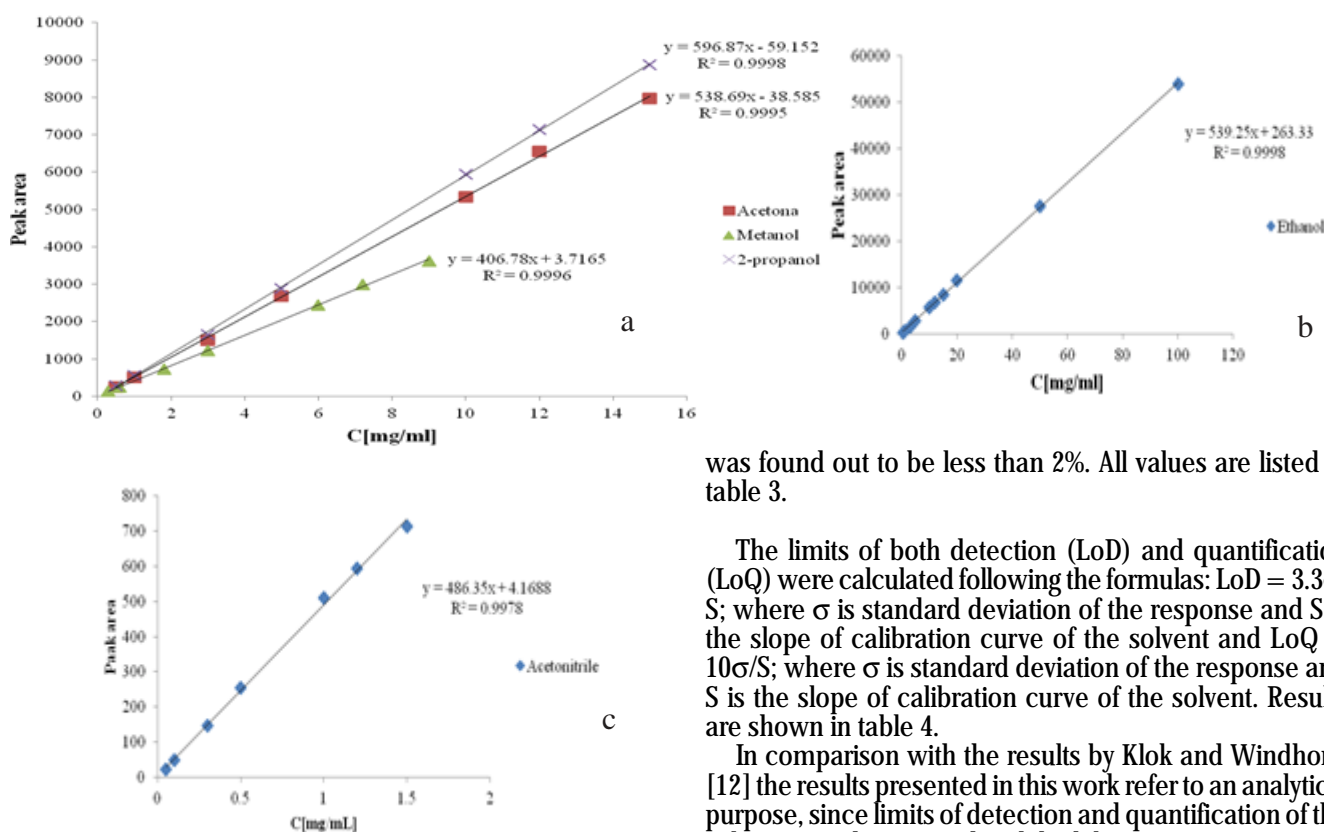 10000
9000
8000
7000
6000
5000
4000
3000
2000
1000
0
Peak area
0 2 4 6 8 10 12 14 16
C[mg/ml]
y = 596.87x - 59.152
R² = 0.9998
y = 538.69x - 38.585
R² = 0.9995
y = 406.78x + 3.7165
R² = 0.9996
Acetona
Metanol
2-propanol
a
60000
50000
40000
30000
20000
10000
0
Peak area
0 20 40 60 80 100 120
C[mg/ml]
y = 539.25x + 263.33
R² = 0.9998
Ethanol
b
800
700
600
500
400
300
200
100
0
Peak area
0 0.5 1 1.5 2
C[mg/mL]
y = 486.35x + 4.1688
R² = 0.9978
Acetonitrile
c
was found out to be less than 2%. All values are listed
table 3.
The limits of both detection (LoD) and quantificatio
(LoQ) were calculated following the formulas: LoD = 3.3
S; where σ is standard deviation of the response and S
the slope of calibration curve of the solvent and LoQ
10σ/S; where σ is standard deviation of the response an
S is the slope of calibration curve of the solvent. Resul
are shown in table 4.
In comparison with the results by Klok and Windhor
[12] the results presented in this work refer to an analytic
purpose, since limits of detection and quantification of th